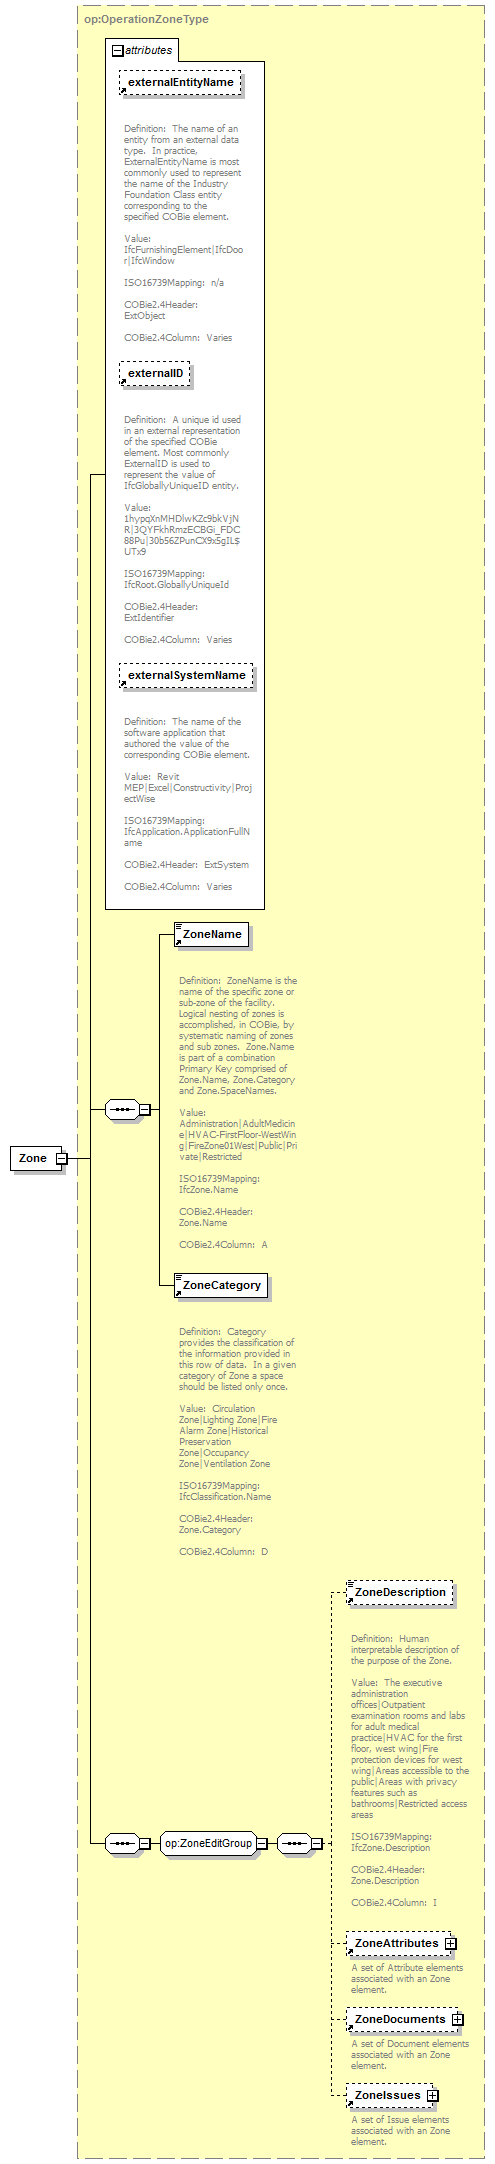 op:OperationZoneType
attributes
externalEntityName
Definition:  The name of an
entity from an external data
type.  In practice,
ExternalEntityName is most
commonly used to represent
the name of the Industry
Foundation Class entity
corresponding to the
specified COBie element.
Value:
IfcFurnishingElement|IfcDoo
r|IfcWindow
ISO16739Mapping:  n/a
COBie2.4Header:
ExtObject
COBie2.4Column:  Varies
externalID
Definition:  A unique id used
in an external representation
of the specified COBie
element. Most commonly
ExternalID is used to
represent the value of
IfcGloballyUniqueID entity.
Value:
1hypqXnMHDlwKZc9bkVjN
R|3QYFkhRmzECBGi_FDC
88Pu|30b56ZPunCX9x5gIL$
UTx9
ISO16739Mapping:
IfcRoot.GloballyUniqueId
COBie2.4Header:
ExtIdentifier
COBie2.4Column:  Varies
externalSystemName
Definition:  The name of the
software application that
authored the value of the
corresponding COBie element.
Value:  Revit
MEP|Excel|Constructivity|Proj
ectWise
ISO16739Mapping:
IfcApplication.ApplicationFullN
ame
COBie2.4Header:  ExtSystem
COBie2.4Column:  Varies
ZoneName
Definition:  ZoneName is the
name of the specific zone or
sub-zone of the facility.
Logical nesting of zones is
accomplished, in COBie, by
systematic naming of zones
and sub zones.  Zone.Name
is part of a combination
Primary Key comprised of
Zone.Name, Zone.Category
and Zone.SpaceNames.
Value:
Administration|AdultMedicin
e|HVAC-FirstFloor-WestWin
g|FireZone01West|Public|Pri
vate|Restricted
ISO16739Mapping:
IfcZone.Name
COBie2.4Header:
Zone.Name
COBie2.4Column:  A
Zone
ZoneCategory
Definition:  Category
provides the classification of
the information provided in
this row of data.  In a given
category of Zone a space
should be listed only once.
Value:  Circulation
Zone|Lighting Zone|Fire
Alarm Zone|Historical
Preservation
Zone|Occupancy
Zone|Ventilation Zone
ISO16739Mapping:
IfcClassification.Name
COBie2.4Header:
Zone.Category
COBie2.4Column:  D
op:ZoneEditGroup
ZoneDescription
Definition:  Human
interpretable description of
the purpose of the Zone.
Value:  The executive
administration
offices|Outpatient
examination rooms and labs
for adult medical
practice|HVAC for the first
floor, west wing|Fire
protection devices for west
wing|Areas accessible to the
public|Areas with privacy
features such as
bathrooms|Restricted access
areas
ISO16739Mapping:
IfcZone.Description
COBie2.4Header:
Zone.Description
COBie2.4Column:  I
ZoneAttributes
A set of Attribute elements
associated with an Zone
element.
ZoneDocuments
A set of Document elements
associated with an Zone
element.
ZoneIssues
A set of Issue elements
associated with an Zone
element.